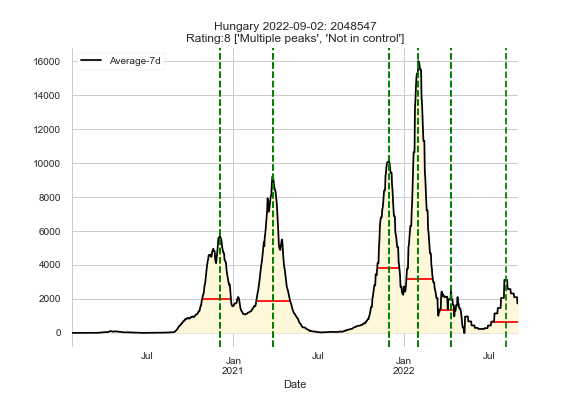 Hungary 2022-09-02: 2048547
Rating:8 ['Multiple peaks', 'Not in control']
Average-7d
16000
14000
12000
10000
8000
6000
4000
2000
0
Jul
Jan
2021
Jul
Jan
2022
Jul
Date